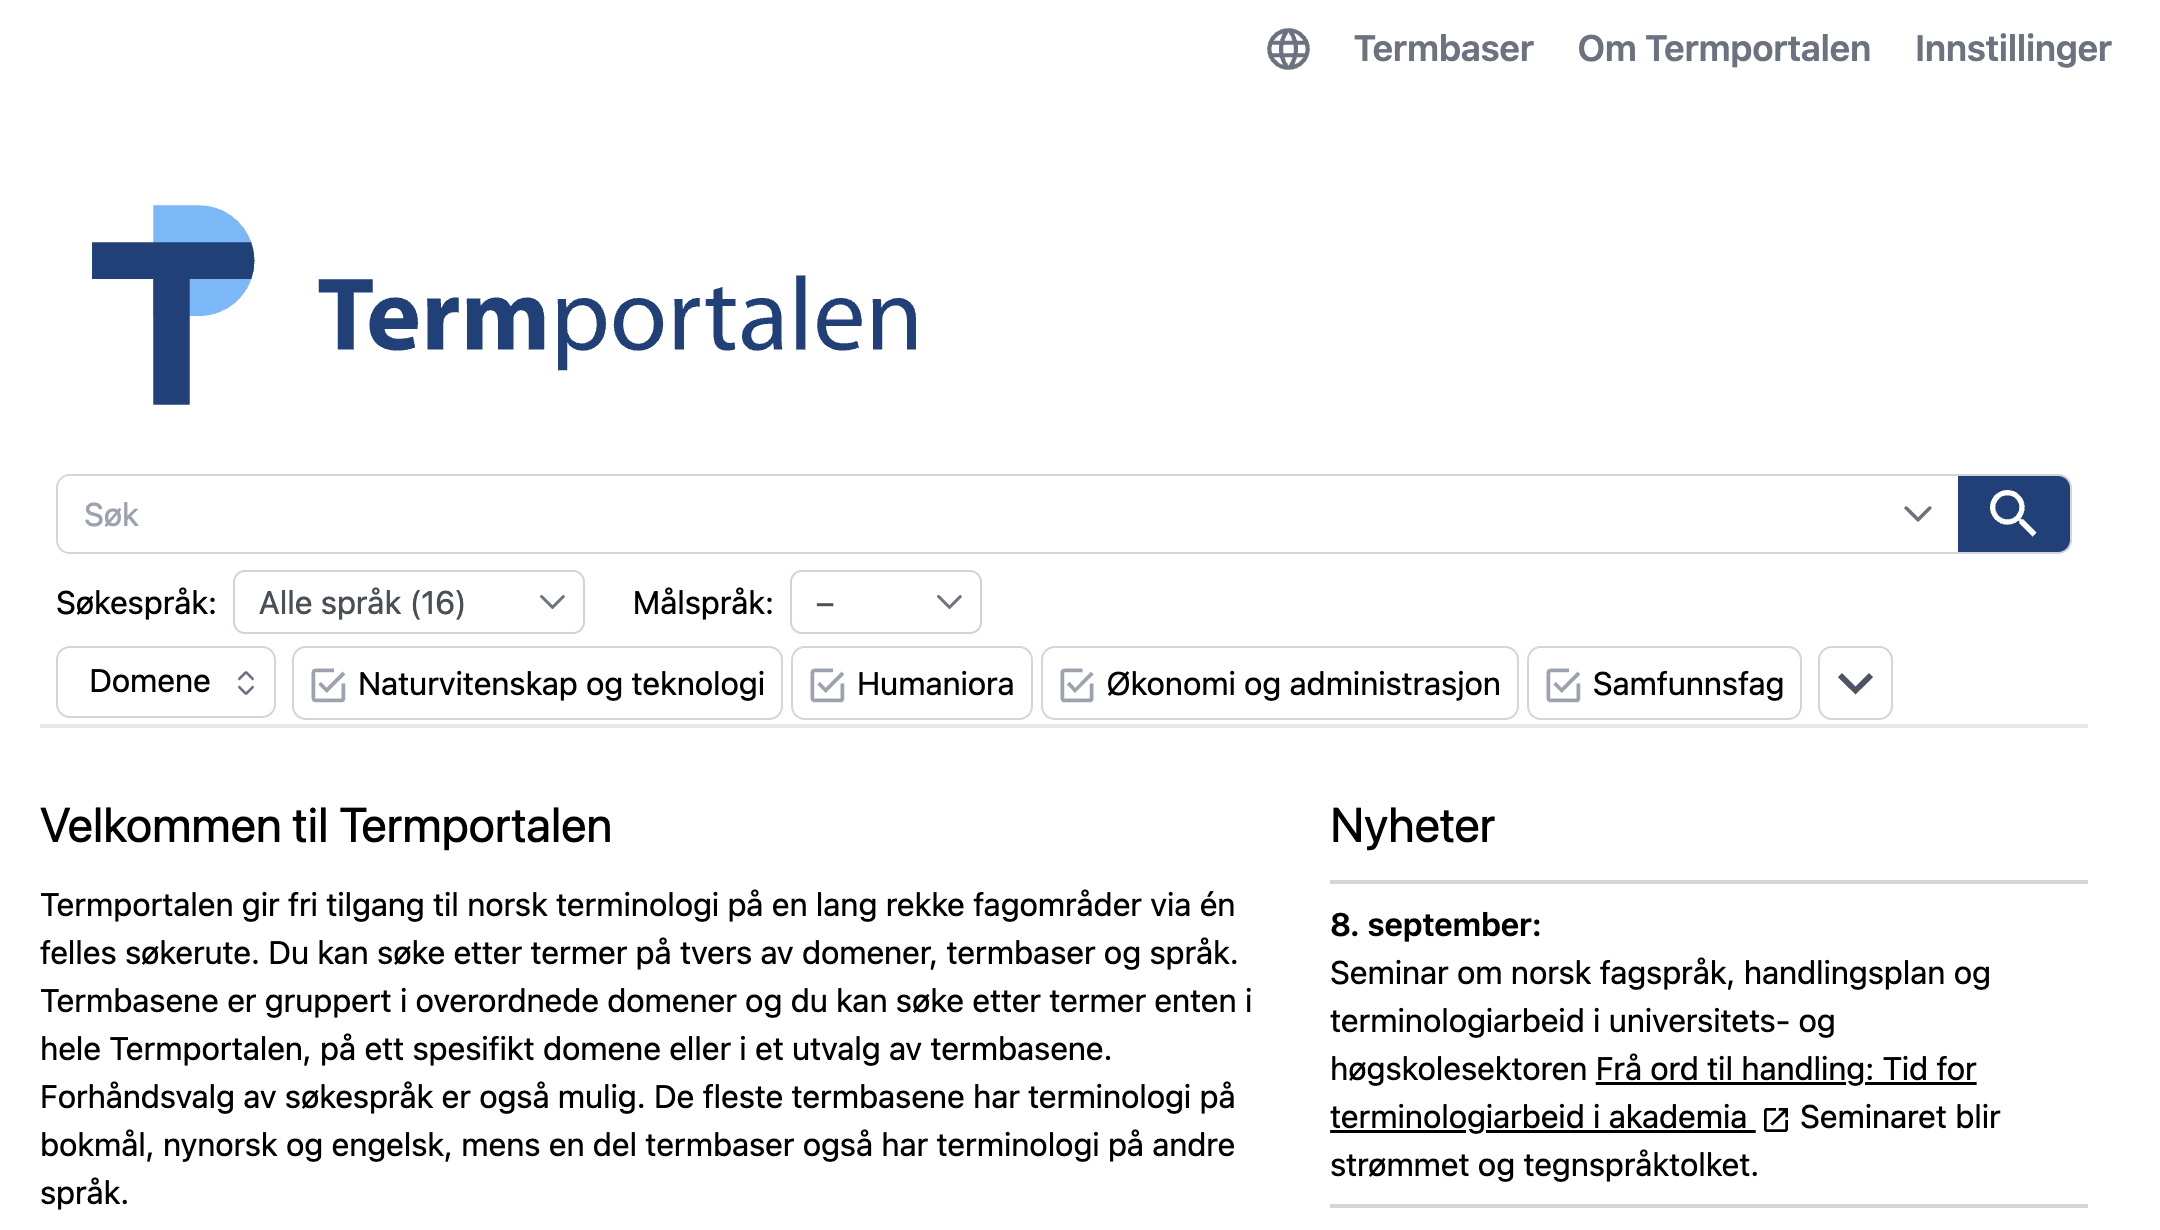 Termbaser Om Termportalen Innstillinger
Termportalen
Søk
Søkespråk: Alle språk (16) Målspråk: –
Domene Naturvitenskap og teknologi Humaniora Økonomi og administrasjon Samfunnsfag
Velkommen til Termportalen
Termportalen gir fri tilgang til norsk terminologi på en lang rekke fagområder via én
felles søkerute. Du kan søke etter termer på tvers av domener, termbaser og språk.
Termbasene er gruppert i overordnede domener og du kan søke etter termer enten i
hele Termportalen, på ett spesifikt domene eller i et utvalg av termbasene.
Forhåndsvalg av søkespråk er også mulig. De fleste termbasene har terminologi på
bokmål, nynorsk og engelsk, mens en del termbaser også har terminologi på andre
språk.
Nyheter
8. september:
Seminar om norsk fagspråk, handlingsplan og
terminologiarbeid i universitets- og
høgskolesektoren Frå ord til handling: Tid for
terminologiarbeid i akademia Seminaret blir
strømmet og tegnspråktolket.